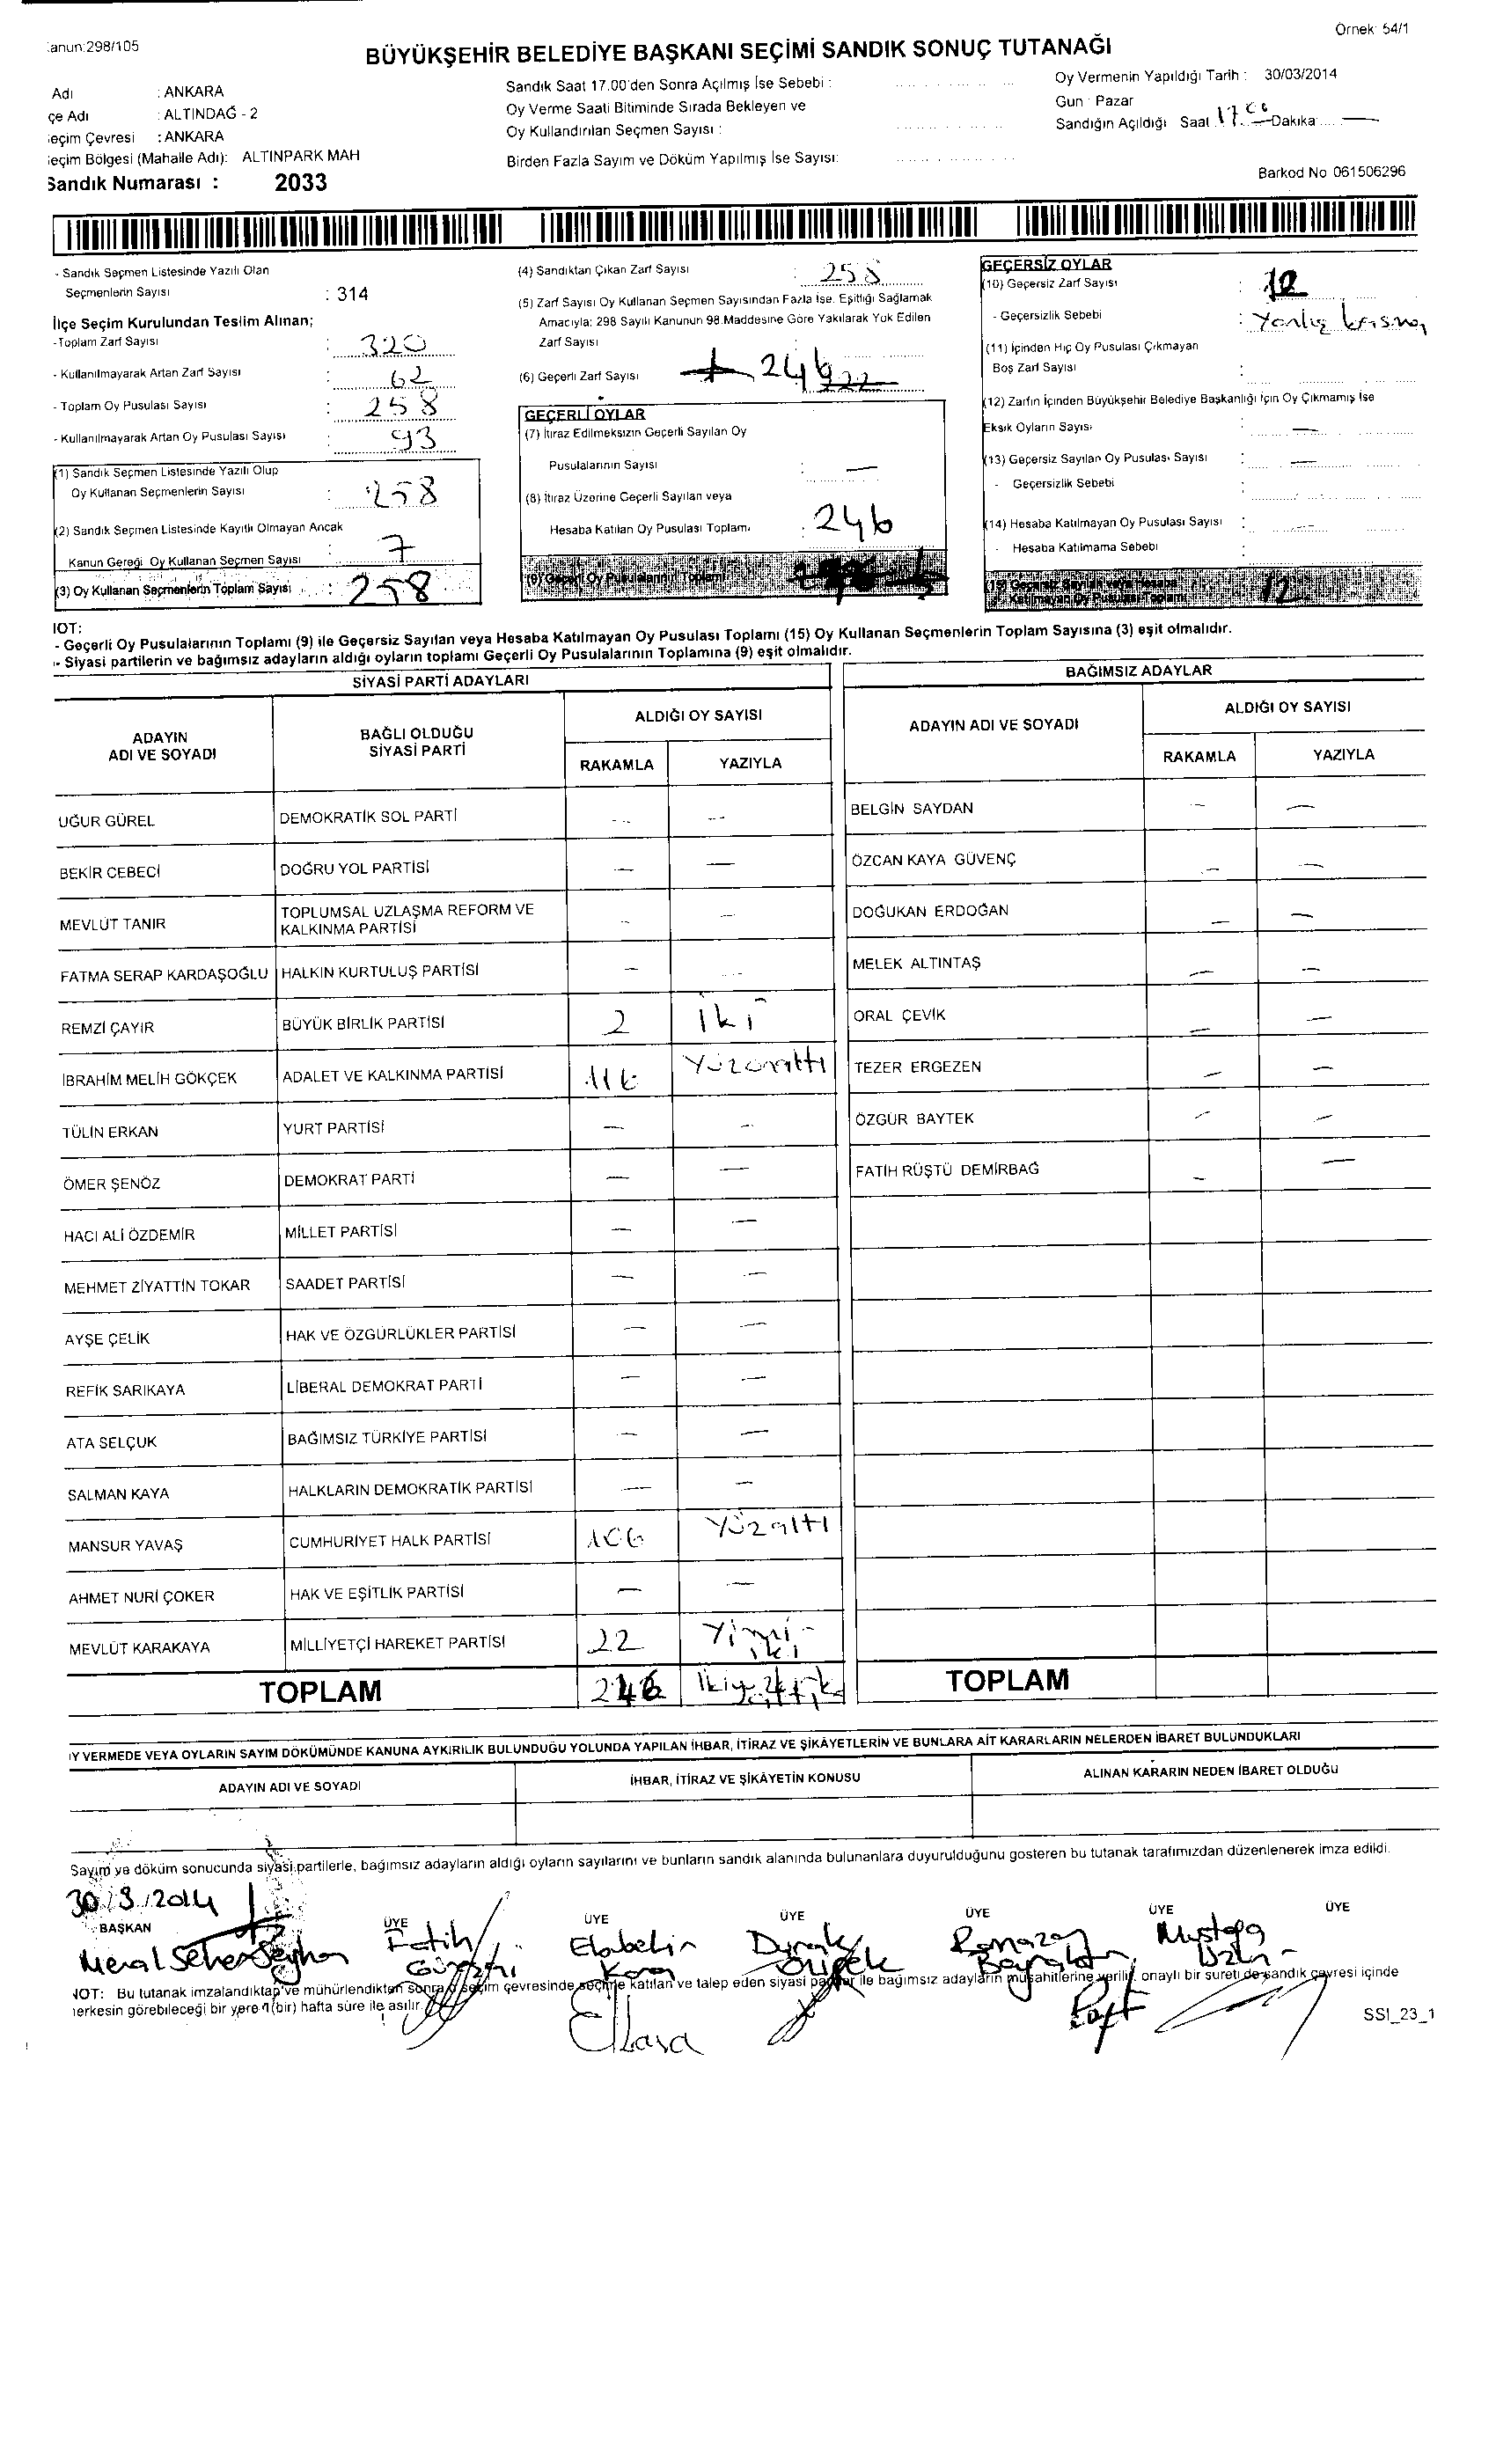 Örnek: 54/1
anun:298/105
BÜYÜKŞEHİR BELEDİYE BAŞKANI SEÇİMİ SANDIK SONUÇ TUTANAĞI
Adı : ANKARA
çe Adı : ALTINDAĞ - 2
eçim Çevresi : ANKARA
eçim Bölgesi (Mahalle Adı): ALTINPARK MAH
Sandık Numarası : 2033
Sandık Saat 17.00'den Sonra Açılmış İse Sebebi :
Oy Verme Saati Bitiminde Sırada Bekleyen ve
Oy Kullandırılan Seçmen Sayısı :
Birden Fazla Sayım ve Döküm Yapılmış İse Sayısı:
Oy Vermenin Yapıldığı Tarih : 30/03/2014
Gün : Pazar
Sandığın Açıldığı Saat 17.00 Dakika
Barkod No 061506296
- Sandık Seçmen Listesinde Yazılı Olan
Seçmenlerin Sayısı : 314
İlçe Seçim Kurulundan Teslim Alınan;
-Toplam Zarf Sayısı : 320
- Kullanılmayarak Artan Zarf Sayısı : 62
- Toplam Oy Pusulası Sayısı : 258
- Kullanılmayarak Artan Oy Pusulası Sayısı : 93
(1) Sandık Seçmen Listesinde Yazılı Olup
Oy Kullanan Seçmenlerin Sayısı : 258
(2) Sandık Seçmen Listesinde Kayıtlı Olmayan Ancak
Kanun Gereği Oy Kullanan Seçmen Sayısı : 7
(3) Oy Kullanan Seçmenlerin Toplam Sayısı : 258
(4) Sandıktan Çıkan Zarf Sayısı : 258
(5) Zarf Sayısı Oy Kullanan Seçmen Sayısından Fazla İse, Eşitliği Sağlamak
Amacıyla; 298 Sayılı Kanunun 98.Maddesine Göre Yakılarak Yok Edilen
Zarf Sayısı :
(6) Geçerli Zarf Sayısı
GEÇERLİ OYLAR
(7) İtiraz Edilmeksizin Geçerli Sayılan Oy
Pusulalarının Sayısı : —
(8) İtiraz Üzerine Geçerli Sayılan veya
Hesaba Katılan Oy Pusulası Toplamı : 246
(9) Geçerli Oy Pusulalarının Toplamı
GEÇERSİZ OYLAR
(10) Geçersiz Zarf Sayısı : 12
- Geçersizlik Sebebi : Yanlış basma
(11) İçinden Hiç Oy Pusulası Çıkmayan
Boş Zarf Sayısı :
(12) Zarfın İçinden Büyükşehir Belediye Başkanlığı İçin Oy Çıkmamış İse
Eksik Oyların Sayısı : —
(13) Geçersiz Sayılan Oy Pusulası Sayısı : —
- Geçersizlik Sebebi :
(14) Hesaba Katılmayan Oy Pusulası Sayısı : —
- Hesaba Katılmama Sebebi :
(15) Geçersiz Sayılan veya Hesaba
Katılmayan Oy Pusulası Toplamı 12
IOT:
- Geçerli Oy Pusulalarının Toplamı (9) ile Geçersiz Sayılan veya Hesaba Katılmayan Oy Pusulası Toplamı (15) Oy Kullanan Seçmenlerin Toplam Sayısına (3) eşit olmalıdır.
- Siyasi partilerin ve bağımsız adayların aldığı oyların toplamı Geçerli Oy Pusulalarının Toplamına (9) eşit olmalıdır.
SİYASİ PARTİ ADAYLARI BAĞIMSIZ ADAYLAR
ADAYIN ADI VE SOYADI BAĞLI OLDUĞU SİYASİ PARTİ ALDIĞI OY SAYISI RAKAMLA YAZIYLA ADAYIN ADI VE SOYADI ALDIĞI OY SAYISI RAKAMLA YAZIYLA
UĞUR GÜREL DEMOKRATİK SOL PARTİ — — BELGİN SAYDAN — —
BEKİR CEBECİ DOĞRU YOL PARTİSİ — — ÖZCAN KAYA GÜVENÇ — —
MEVLÜT TANIR TOPLUMSAL UZLAŞMA REFORM VE KALKINMA PARTİSİ — — DOĞUKAN ERDOĞAN — —
FATMA SERAP KARDAŞOĞLU HALKIN KURTULUŞ PARTİSİ — — MELEK ALTINTAŞ — —
REMZİ ÇAYIR BÜYÜK BİRLİK PARTİSİ 2 iki ORAL ÇEVİK — —
İBRAHİM MELİH GÖKÇEK ADALET VE KALKINMA PARTİSİ 116 Yüzonaltı TEZER ERGEZEN — —
TÜLİN ERKAN YURT PARTİSİ — — ÖZGÜR BAYTEK — —
ÖMER ŞENÖZ DEMOKRAT PARTİ — — FATİH RÜŞTÜ DEMİRBAĞ — —
HACI ALİ ÖZDEMİR MİLLET PARTİSİ — —
MEHMET ZİYATTİN TOKAR SAADET PARTİSİ — —
AYŞE ÇELİK HAK VE ÖZGÜRLÜKLER PARTİSİ — —
REFİK SARIKAYA LİBERAL DEMOKRAT PARTİ — —
ATA SELÇUK BAĞIMSIZ TÜRKİYE PARTİSİ — —
SALMAN KAYA HALKLARIN DEMOKRATİK PARTİSİ — —
MANSUR YAVAŞ CUMHURİYET HALK PARTİSİ 106 Yüzaltı
AHMET NURİ ÇOKER HAK VE EŞİTLİK PARTİSİ — —
MEVLÜT KARAKAYA MİLLİYETÇİ HAREKET PARTİSİ 22 Yirmi iki
TOPLAM 246 TOPLAM
Y VERMEDE VEYA OYLARIN SAYIM DÖKÜMÜNDE KANUNA AYKIRILIK BULUNDUĞU YOLUNDA YAPILAN İHBAR, İTİRAZ VE ŞİKÂYETLERİN VE BUNLARA AİT KARARLARIN NELERDEN İBARET BULUNDUKLARI
ADAYIN ADI VE SOYADI İHBAR, İTİRAZ VE ŞİKÂYETİN KONUSU ALINAN KARARIN NEDEN İBARET OLDUĞU
Sayım ve döküm sonucunda siyasi partilerle, bağımsız adayların aldığı oyların sayılarını ve bunların sandık alanında bulunanlara duyurulduğunu gösteren bu tutanak tarafımızdan düzenlenerek imza edildi.
30/3/2014
BAŞKAN ÜYE ÜYE ÜYE ÜYE ÜYE ÜYE
Meral Seher Seyhan Fatih Ramazan Mustafa
NOT: Bu tutanak imzalandıktan ve mühürlendikten sonra seçim çevresinde seçime katılan ve talep eden siyasi partiler ile bağımsız adayların müşahitlerine verilir, onaylı bir sureti de sandık çevresi içinde
herkesin görebileceği bir yere 1 (bir) hafta süre ile asılır.
SSI_23_1